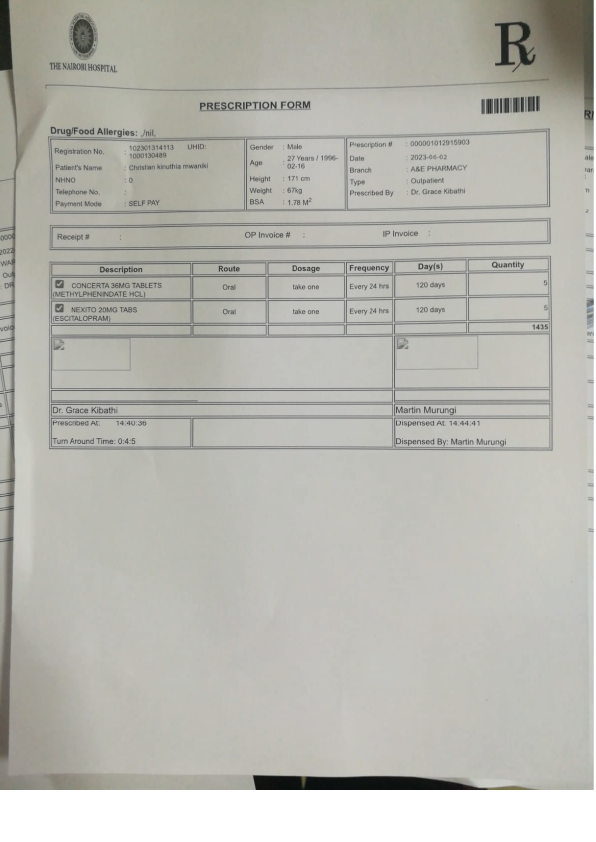 THE NAIROBI HOSPITAL
R
PRESCRIPTION FORM
Drug/Food Allergies: ./nil.
Registration No. : 102301314113 UHID: 1000130489
Patient's Name : Christian kinuthia mwaniki
NHNO : 0
Telephone No. :
Payment Mode : SELF PAY
Gender : Male
Age : 27 Years / 1996-02-16
Height : 171 cm
Weight : 67kg
BSA : 1.78 M2
Prescription # : 000001012915903
Date : 2023-06-02
Branch : A&E PHARMACY
Type : Outpatient
Prescribed By : Dr. Grace Kibathi
Receipt # : OP Invoice # : IP Invoice :
Description Route Dosage Frequency Day(s) Quantity
CONCERTA 36MG TABLETS (METHYLPHENINDATE HCL) Oral take one Every 24 hrs 120 days 5
NEXITO 20MG TABS (ESCITALOPRAM) Oral take one Every 24 hrs 120 days 5
1435
Dr. Grace Kibathi Martin Murungi
Prescribed At: 14:40:36 Dispensed At: 14:44:41
Turn Around Time: 0:4:5 Dispensed By: Martin Murungi